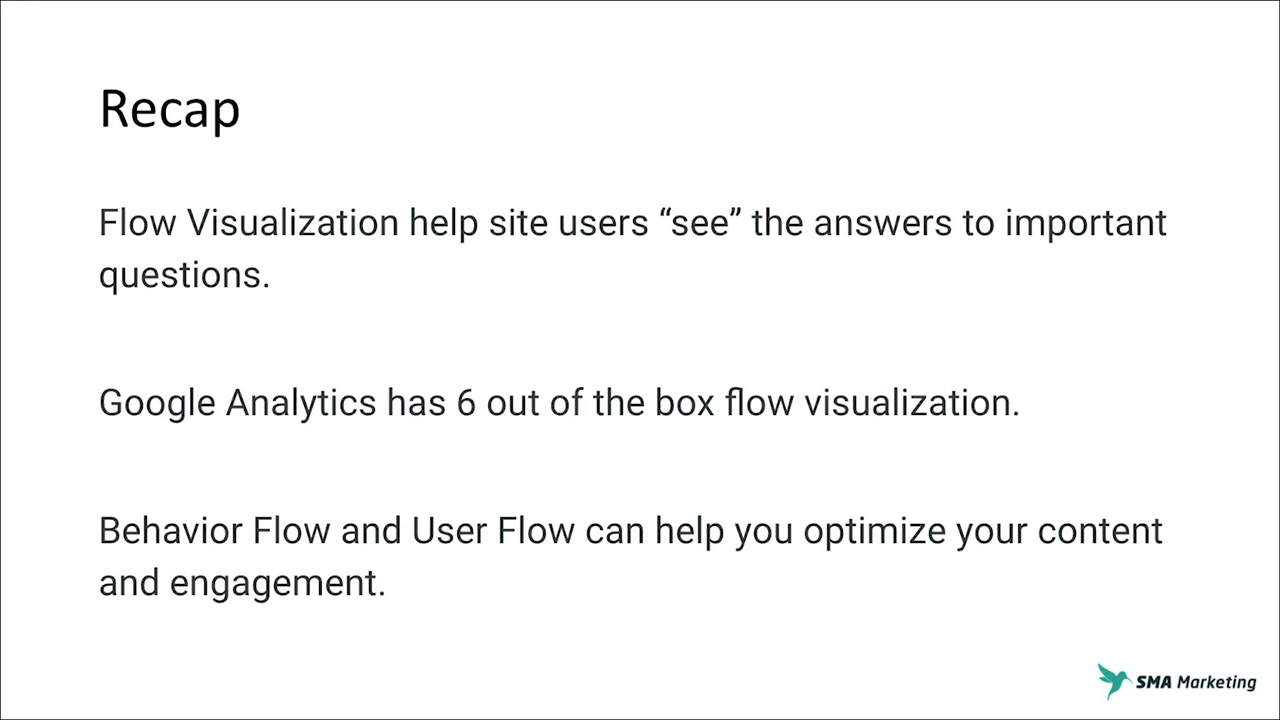 Recap
Flow Visualization help site users “see” the answers to important
questions.
Google Analytics has 6 out of the box flow visualization.
Behavior Flow and User Flow can help you optimize your content
and engagement.
SMA Marketing